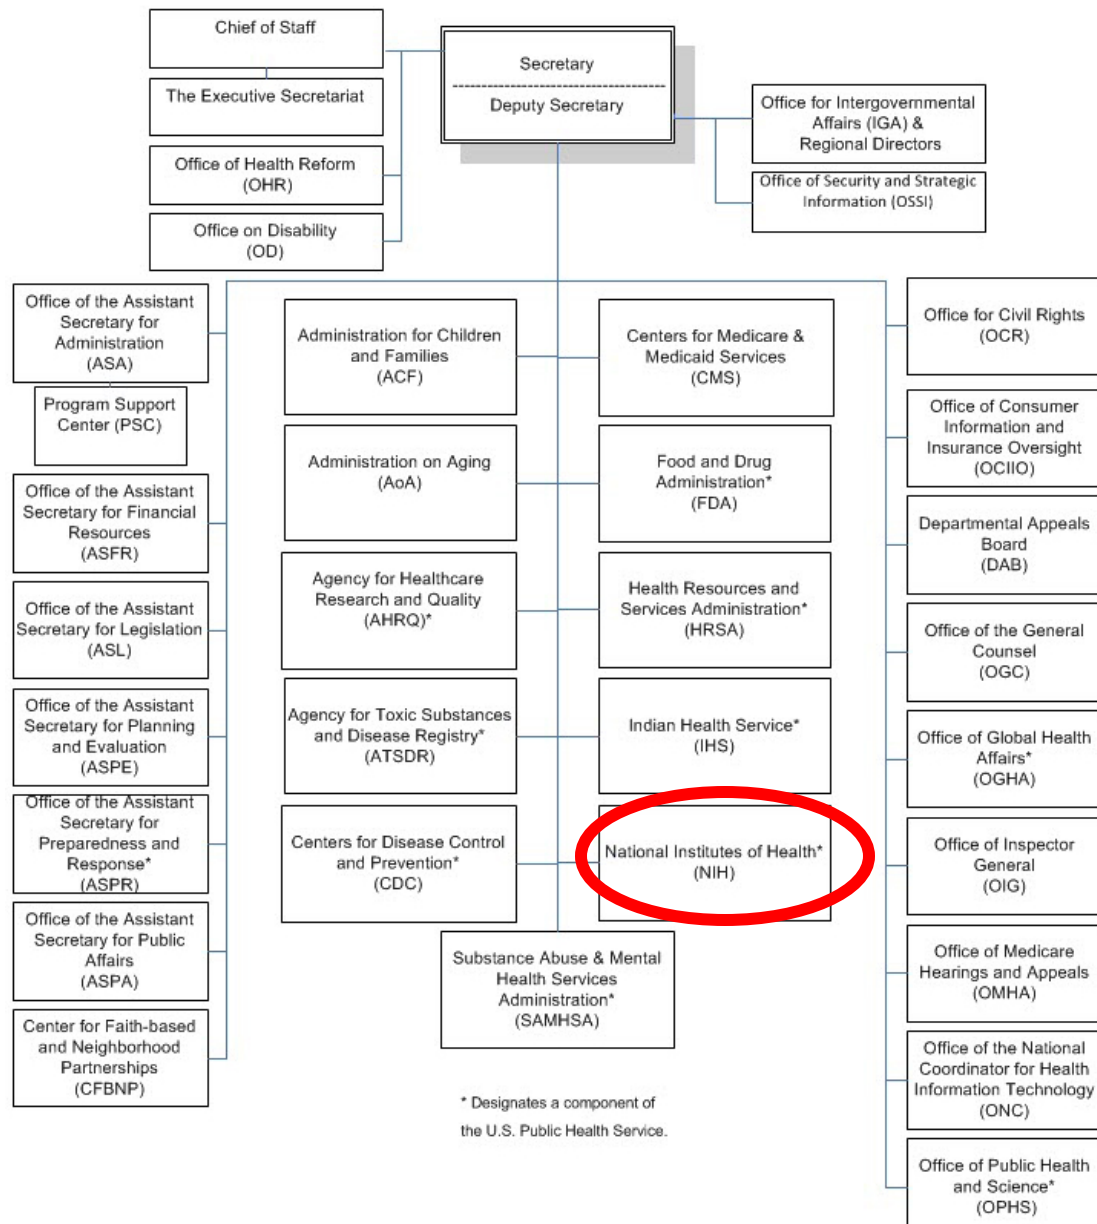 Chief of Staff
The Executive Secretariat
Office of Health Reform
(OHR)
Office on Disability
(OD)
Secretary
Deputy Secretary
Office for Intergovernmental
Affairs (IGA) &
Regional Directors
Office of Security and Strategic
Information (OSSI)
Office of the Assistant
Secretary for
Administration
(ASA)
Program Support
Center (PSC)
Office of the Assistant
Secretary for Financial
Resources
(ASFR)
Office of the Assistant
Secretary for Legislation
(ASL)
Office of the Assistant
Secretary for Planning
and Evaluation
(ASPE)
Office of the Assistant
Secretary for
Preparedness and
Response*
(ASPR)
Office of the Assistant
Secretary for Public
Affairs
(ASPA)
Center for Faith-based
and Neighborhood
Partnerships
(CFBNP)
Administration for Children
and Families
(ACF)
Administration on Aging
(AoA)
Agency for Healthcare
Research and Quality
(AHRQ)*
Agency for Toxic Substances
and Disease Registry*
(ATSDR)
Centers for Disease Control
and Prevention*
(CDC)
Centers for Medicare &
Medicaid Services
(CMS)
Food and Drug
Administration*
(FDA)
Health Resources and
Services Administration*
(HRSA)
Indian Health Service*
(IHS)
National Institutes of Health*
(NIH)
Substance Abuse & Mental
Health Services
Administration*
(SAMHSA)
* Designates a component of
the U.S. Public Health Service.
Office for Civil Rights
(OCR)
Office of Consumer
Information and
Insurance Oversight
(OCIIO)
Departmental Appeals
Board
(DAB)
Office of the General
Counsel
(OGC)
Office of Global Health
Affairs*
(OGHA)
Office of Inspector
General
(OIG)
Office of Medicare
Hearings and Appeals
(OMHA)
Office of the National
Coordinator for Health
Information Technology
(ONC)
Office of Public Health
and Science*
(OPHS)